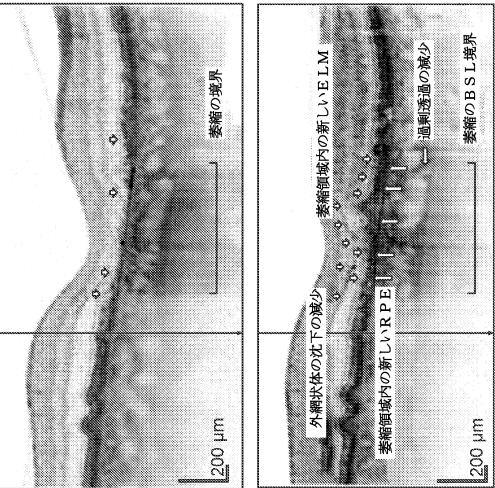 萎縮の境界
200 μm
萎縮領域内の新しいELM
過剰透過の減少
萎縮のBSL境界
外網状体の沈下の減少
萎縮領域内の新しいRPE
200 μm